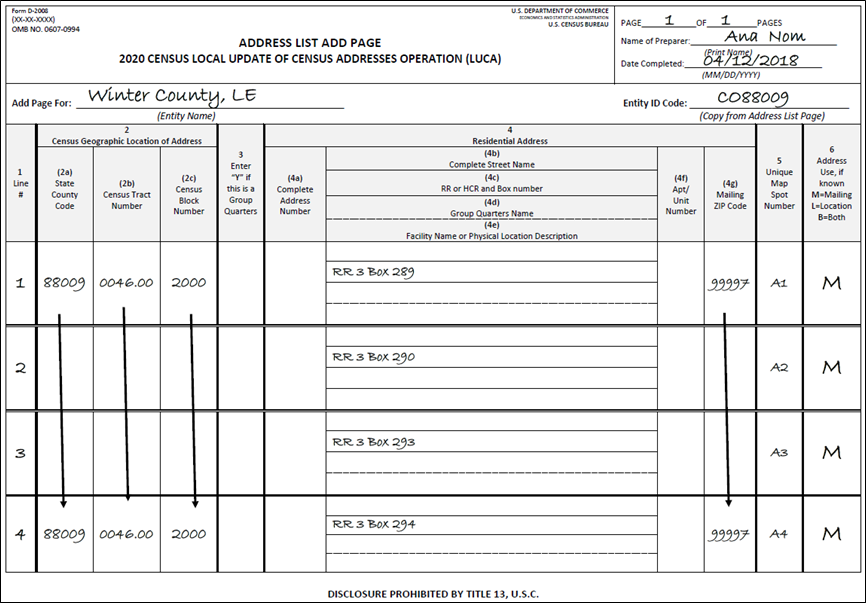 Form D-2008
(XX-XX-XXXX)
OMB NO. 0607-0994
U.S. DEPARTMENT OF COMMERCE
ECONOMICS AND STATISTICS ADMINISTRATION
U.S. CENSUS BUREAU
ADDRESS LIST ADD PAGE
2020 CENSUS LOCAL UPDATE OF CENSUS ADDRESSES OPERATION (LUCA)
PAGE 1 OF 1 PAGES
Name of Preparer: Ana Nom
(Print Name)
Date Completed: 04/12/2018
(MM/DD/YYYY)
Add Page For: Winter County, LE
(Entity Name)
Entity ID Code: CO88009
(Copy from Address List Page)
1
Line
#
2
Census Geographic Location of Address
(2a)
State
County
Code
(2b)
Census Tract
Number
(2c)
Census
Block
Number
3
Enter
"Y" if
this is a
Group
Quarters
4
Residential Address
(4a)
Complete
Address
Number
(4b)
Complete Street Name
(4c)
RR or HCR and Box number
(4d)
Group Quarters Name
(4e)
Facility Name or Physical Location Description
(4f)
Apt/
Unit
Number
(4g)
Mailing
ZIP Code
5
Unique
Map
Spot
Number
6
Address
Use, if
known
M=Mailing
L=Location
B=Both
1 88009 0046.00 2000 RR 3 Box 289 99997 A1 M
2 RR 3 Box 290 A2 M
3 RR 3 Box 293 A3 M
4 88009 0046.00 2000 RR 3 Box 294 99997 A4 M
DISCLOSURE PROHIBITED BY TITLE 13, U.S.C.